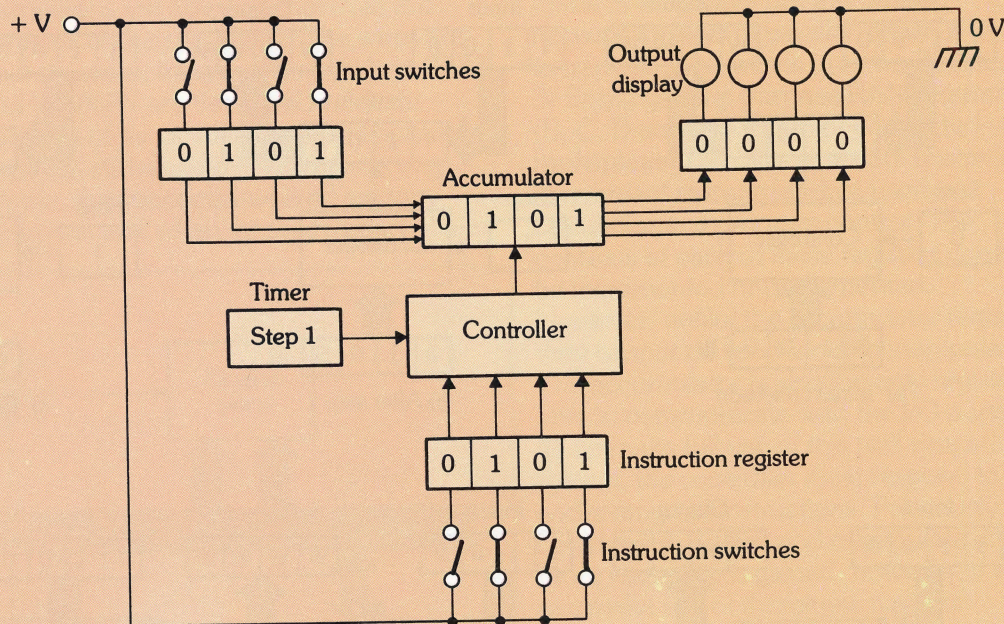 + V
0 V
Output
display
Input switches
0 1 0 1
0 0 0 0
Accumulator
0 1 0 1
Timer
Step 1
Controller
0 1 0 1
Instruction register
Instruction switches